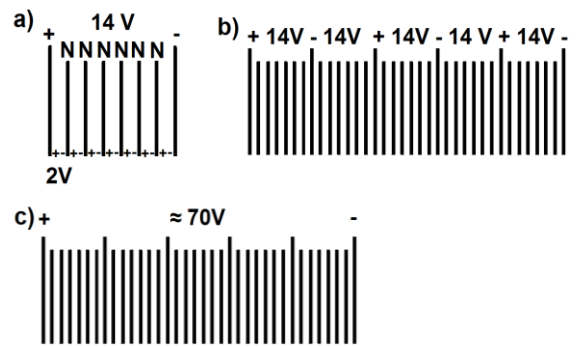 a) 14 V
+ -
N N N N N N
+- +- +- +- +- +- +-
2V
b) + 14V - 14V + 14V - 14 V + 14V -
c) + ≈ 70V -